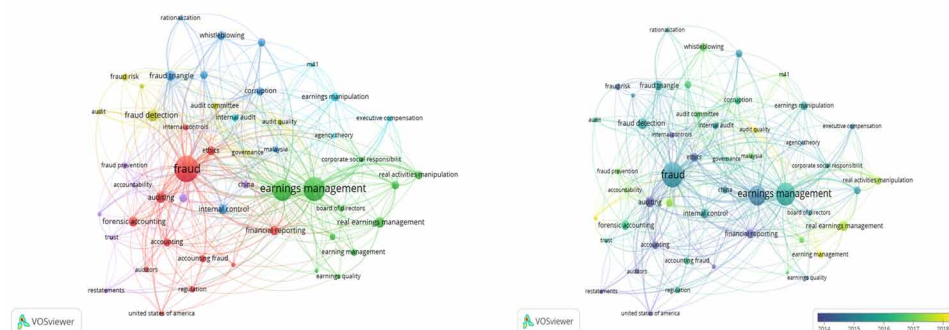 rationalization
whistleblowing
m41
fraud risk
fraud triangle
corruption
earnings manipulation
audit
audit committee
fraud detection
internal audit
audit quality
executive compensation
internal controls
agency theory
ethics
governance
malaysia
fraud prevention
fraud
corporate social responsibilit
real activities manipulation
accountability
china
earnings management
auditing
internal control
board of directors
forensic accounting
real earnings management
financial reporting
trust
accounting
earning management
accounting fraud
auditors
earnings quality
restatements
regulation
united states of america
VOSviewer
rationalization
whistleblowing
m41
fraud risk
fraud triangle
corruption
earnings manipulation
audit
audit committee
fraud detection
internal audit
audit quality
executive compensation
internal controls
agency theory
ethics
governance
malaysia
fraud prevention
fraud
corporate social responsibilit
real activities manipulation
accountability
china
earnings management
auditing
internal control
board of directors
forensic accounting
real earnings management
financial reporting
trust
accounting
earning management
accounting fraud
auditors
earnings quality
restatements
regulation
united states of america
VOSviewer
2014 2015 2016 2017 2018